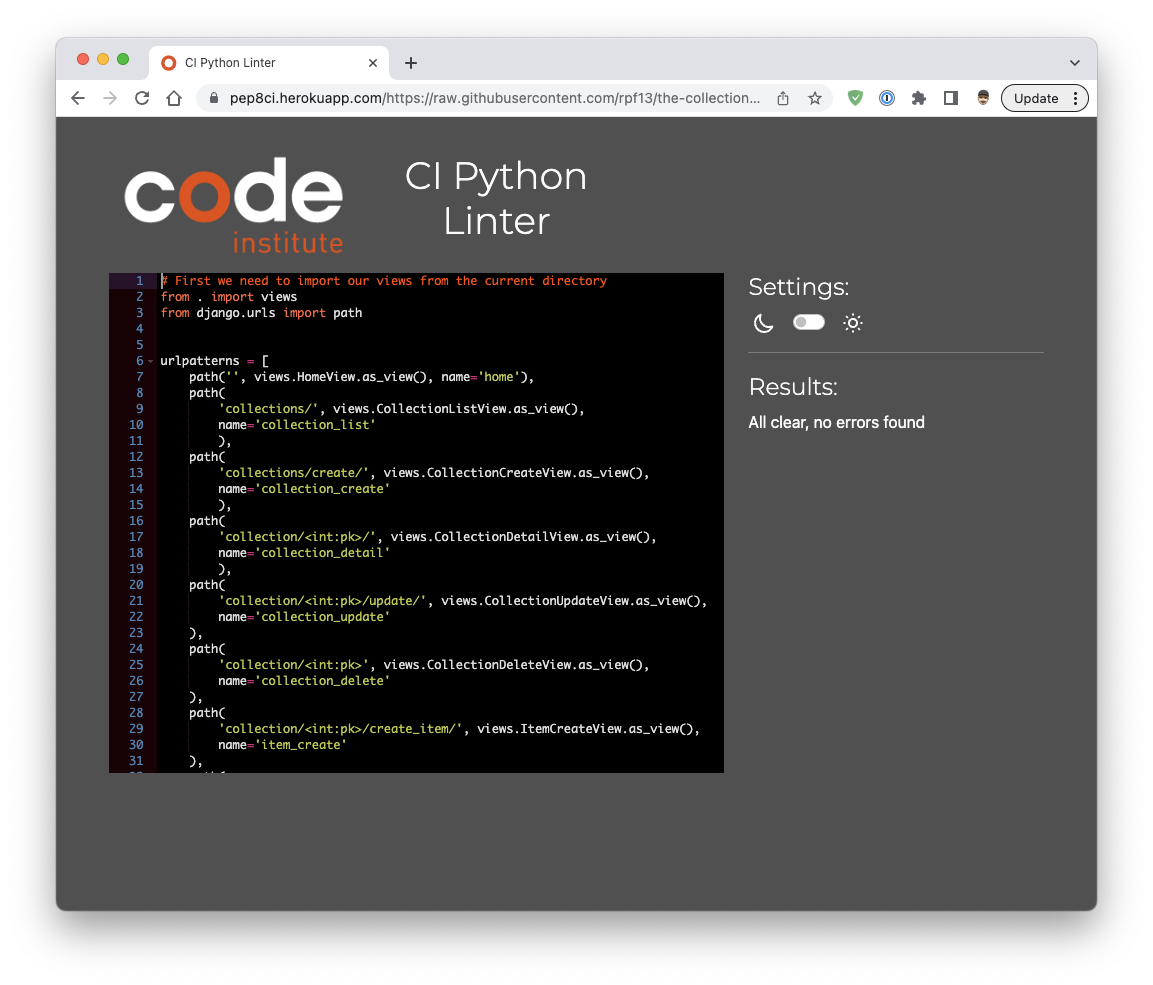 CI Python Linter
pep8ci.herokuapp.com/https://raw.githubusercontent.com/rpf13/the-collection...
Update
code
institute
CI Python
Linter
1 # First we need to import our views from the current directory
2 from . import views
3 from django.urls import path
4
5
6 urlpatterns = [
7     path('', views.HomeView.as_view(), name='home'),
8     path(
9         'collections/', views.CollectionListView.as_view(),
10         name='collection_list'
11         ),
12     path(
13         'collections/create/', views.CollectionCreateView.as_view(),
14         name='collection_create'
15         ),
16     path(
17         'collection/<int:pk>/', views.CollectionDetailView.as_view(),
18         name='collection_detail'
19         ),
20     path(
21         'collection/<int:pk>/update/', views.CollectionUpdateView.as_view(),
22         name='collection_update'
23     ),
24     path(
25         'collection/<int:pk>', views.CollectionDeleteView.as_view(),
26         name='collection_delete'
27     ),
28     path(
29         'collection/<int:pk>/create_item/', views.ItemCreateView.as_view(),
30         name='item_create'
31     ),
Settings:
Results:
All clear, no errors found